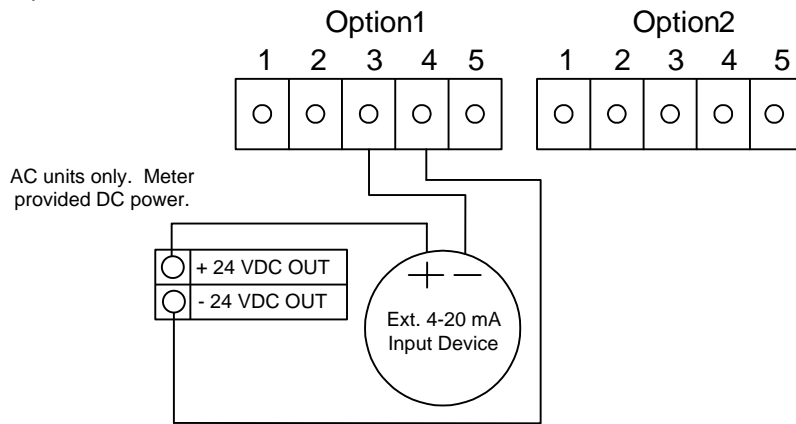 Option1 Option2
1 2 3 4 5 1 2 3 4 5
AC units only. Meter
provided DC power.
+ 24 VDC OUT
- 24 VDC OUT
+ −
Ext. 4-20 mA
Input Device